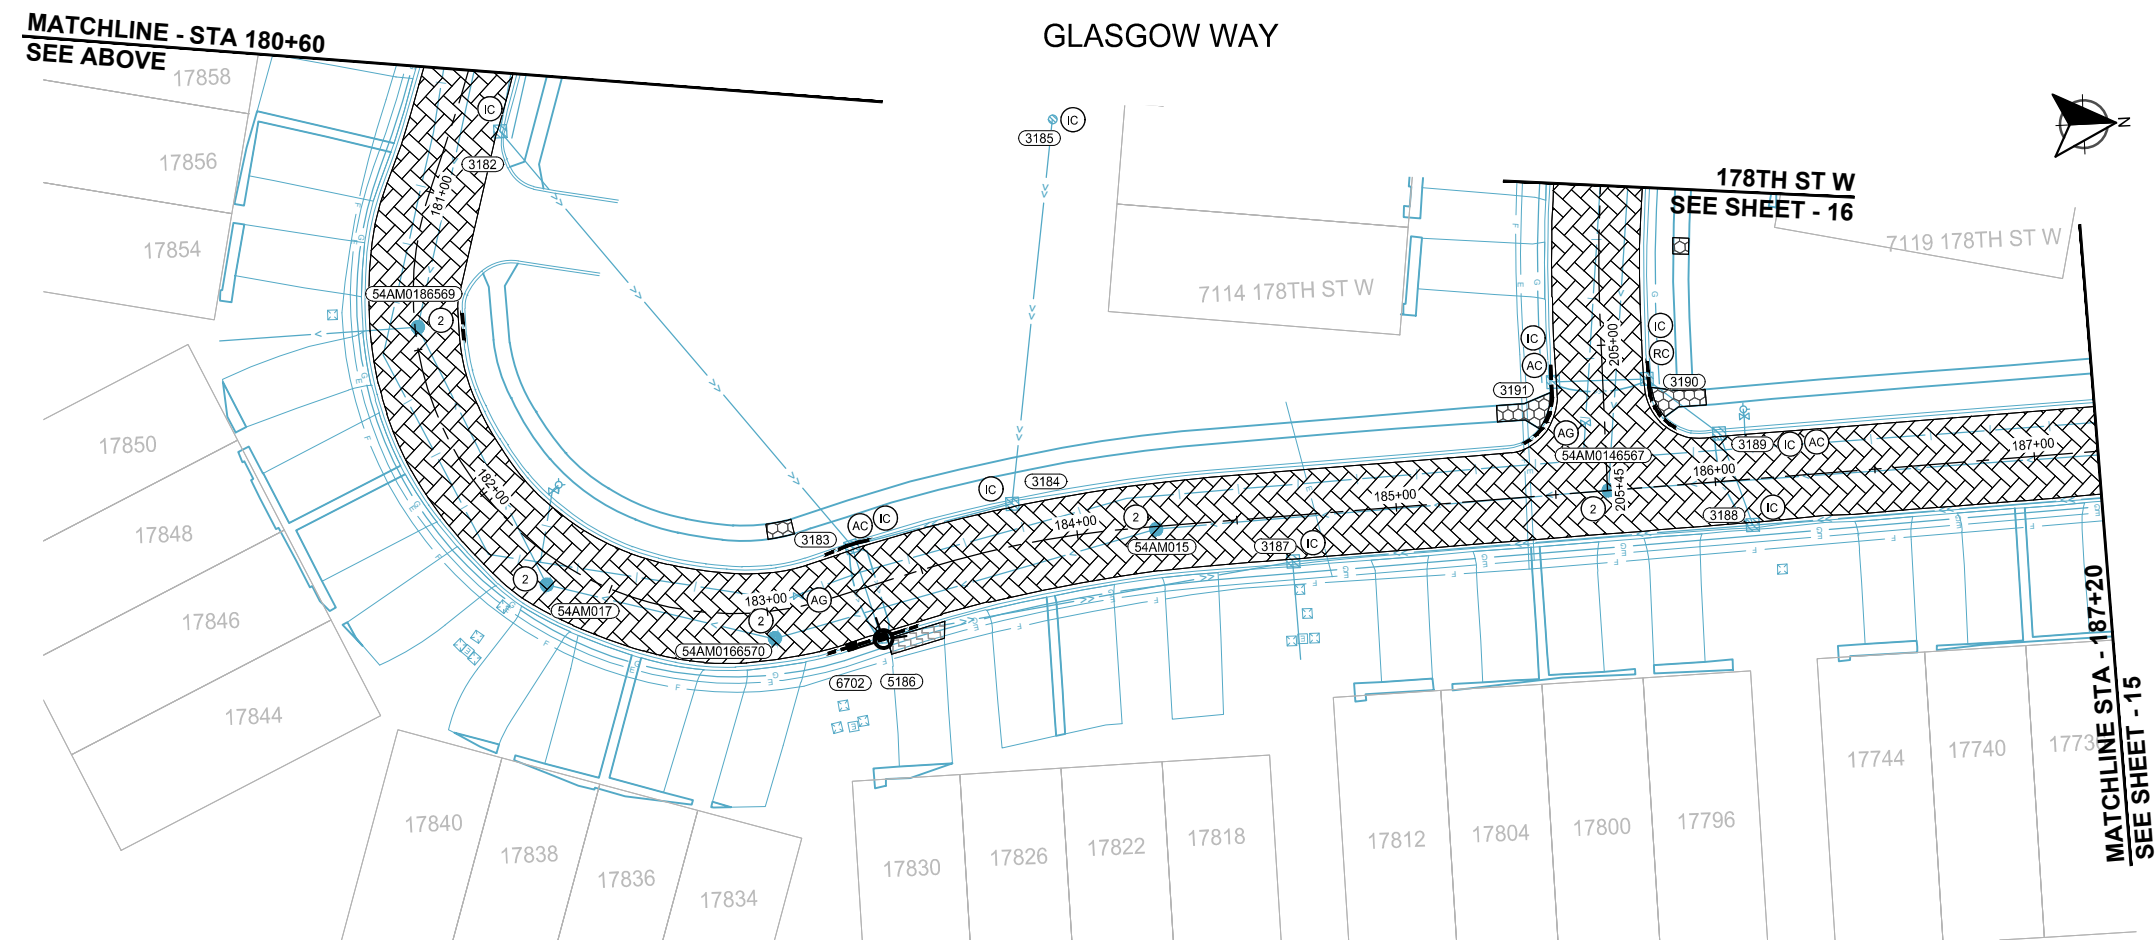 GLASGOW WAY
MATCHLINE - STA 180+60
SEE ABOVE
17858
17856
17854
17850
17848
17846
17844
17840
17838
17836
17834
17830
17826
17822
17818
17812
17804
17800
17796
17744
17740
1773
7114 178TH ST W
7119 178TH ST W
178TH ST W
SEE SHEET - 16
N
MATCHLINE STA - 187+20
SEE SHEET - 15
IC
3182
181+00
54AM0186569
2
182+00
2
54AM017
183+00
AG
2
54AM0166570
3183
AC
IC
6702
5186
3185
IC
IC
3184
184+00
2
54AM015
185+00
3187
IC
IC
AC
3191
AG
54AM0146567
205+00
205+45
2
IC
RC
3190
3189
IC
AC
186+00
3188
IC
187+00